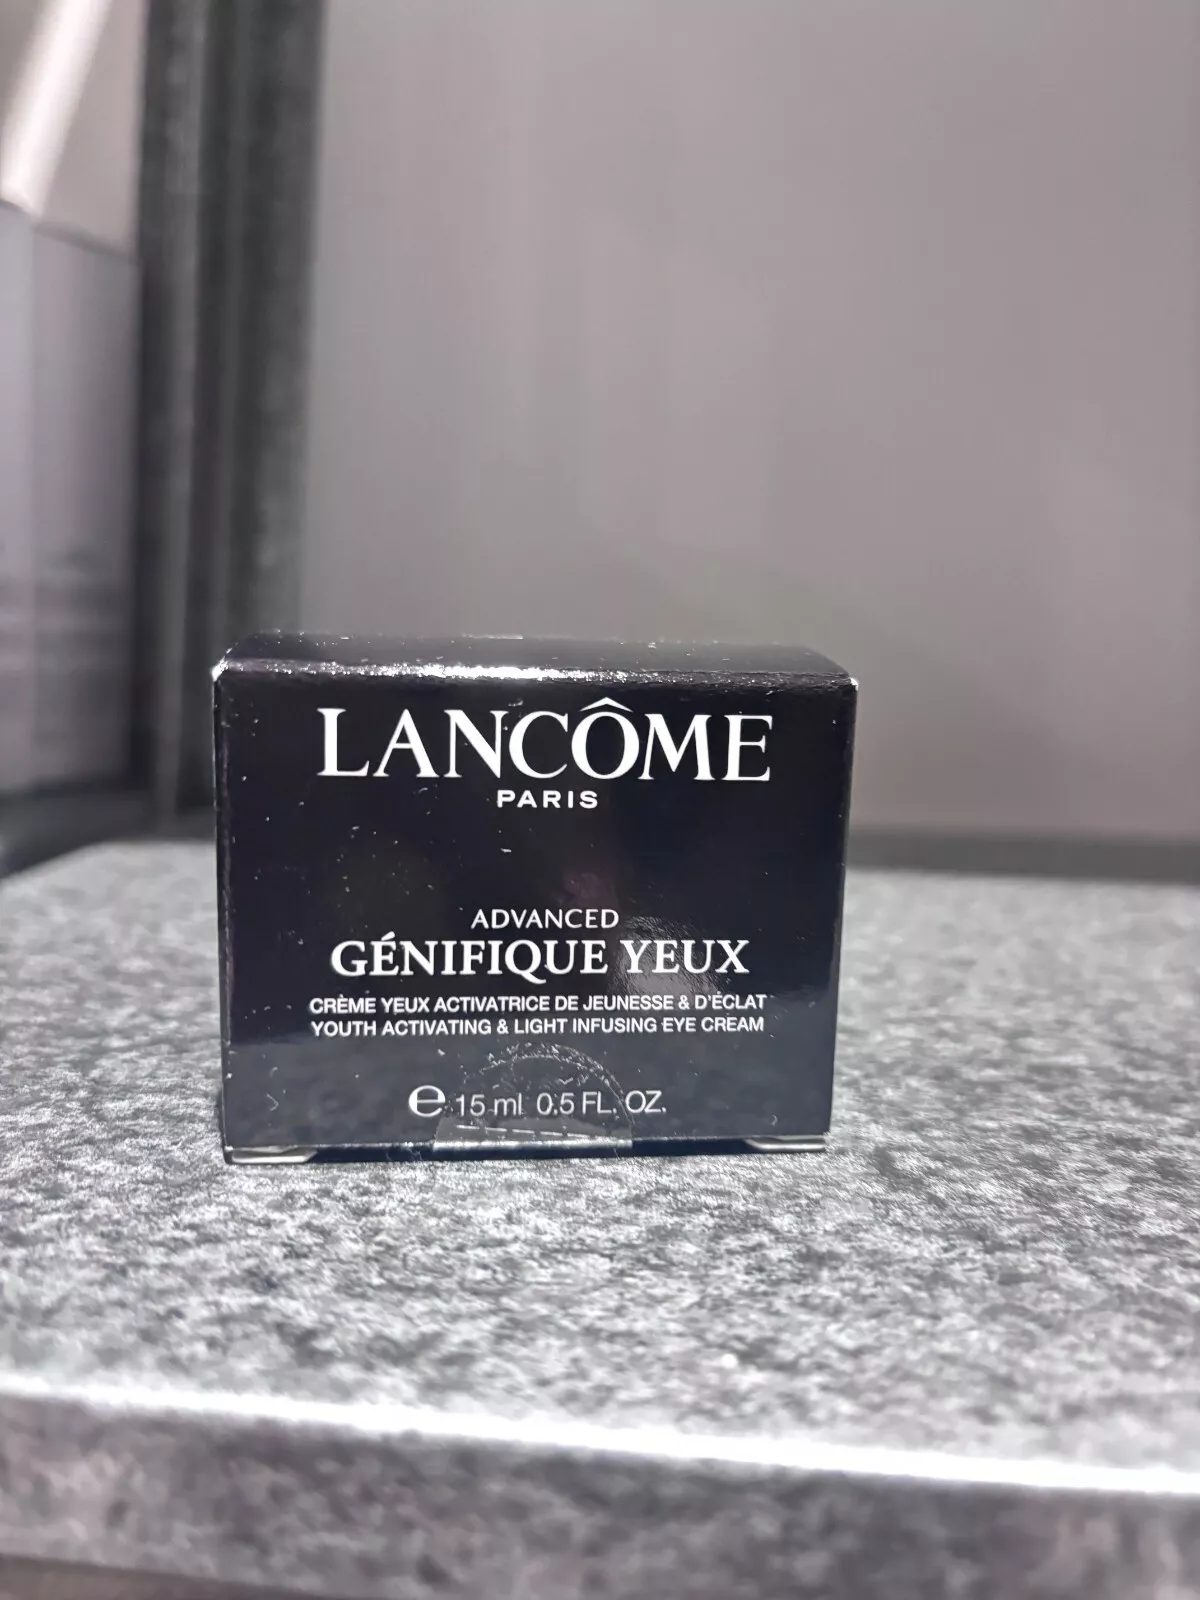 LANCÔME
PARIS
ADVANCED
GÉNIFIQUE YEUX
CRÈME YEUX ACTIVATRICE DE JEUNESSE & D'ÉCLAT
YOUTH ACTIVATING & LIGHT INFUSING EYE CREAM
℮ 15 ml 0.5 FL. OZ.